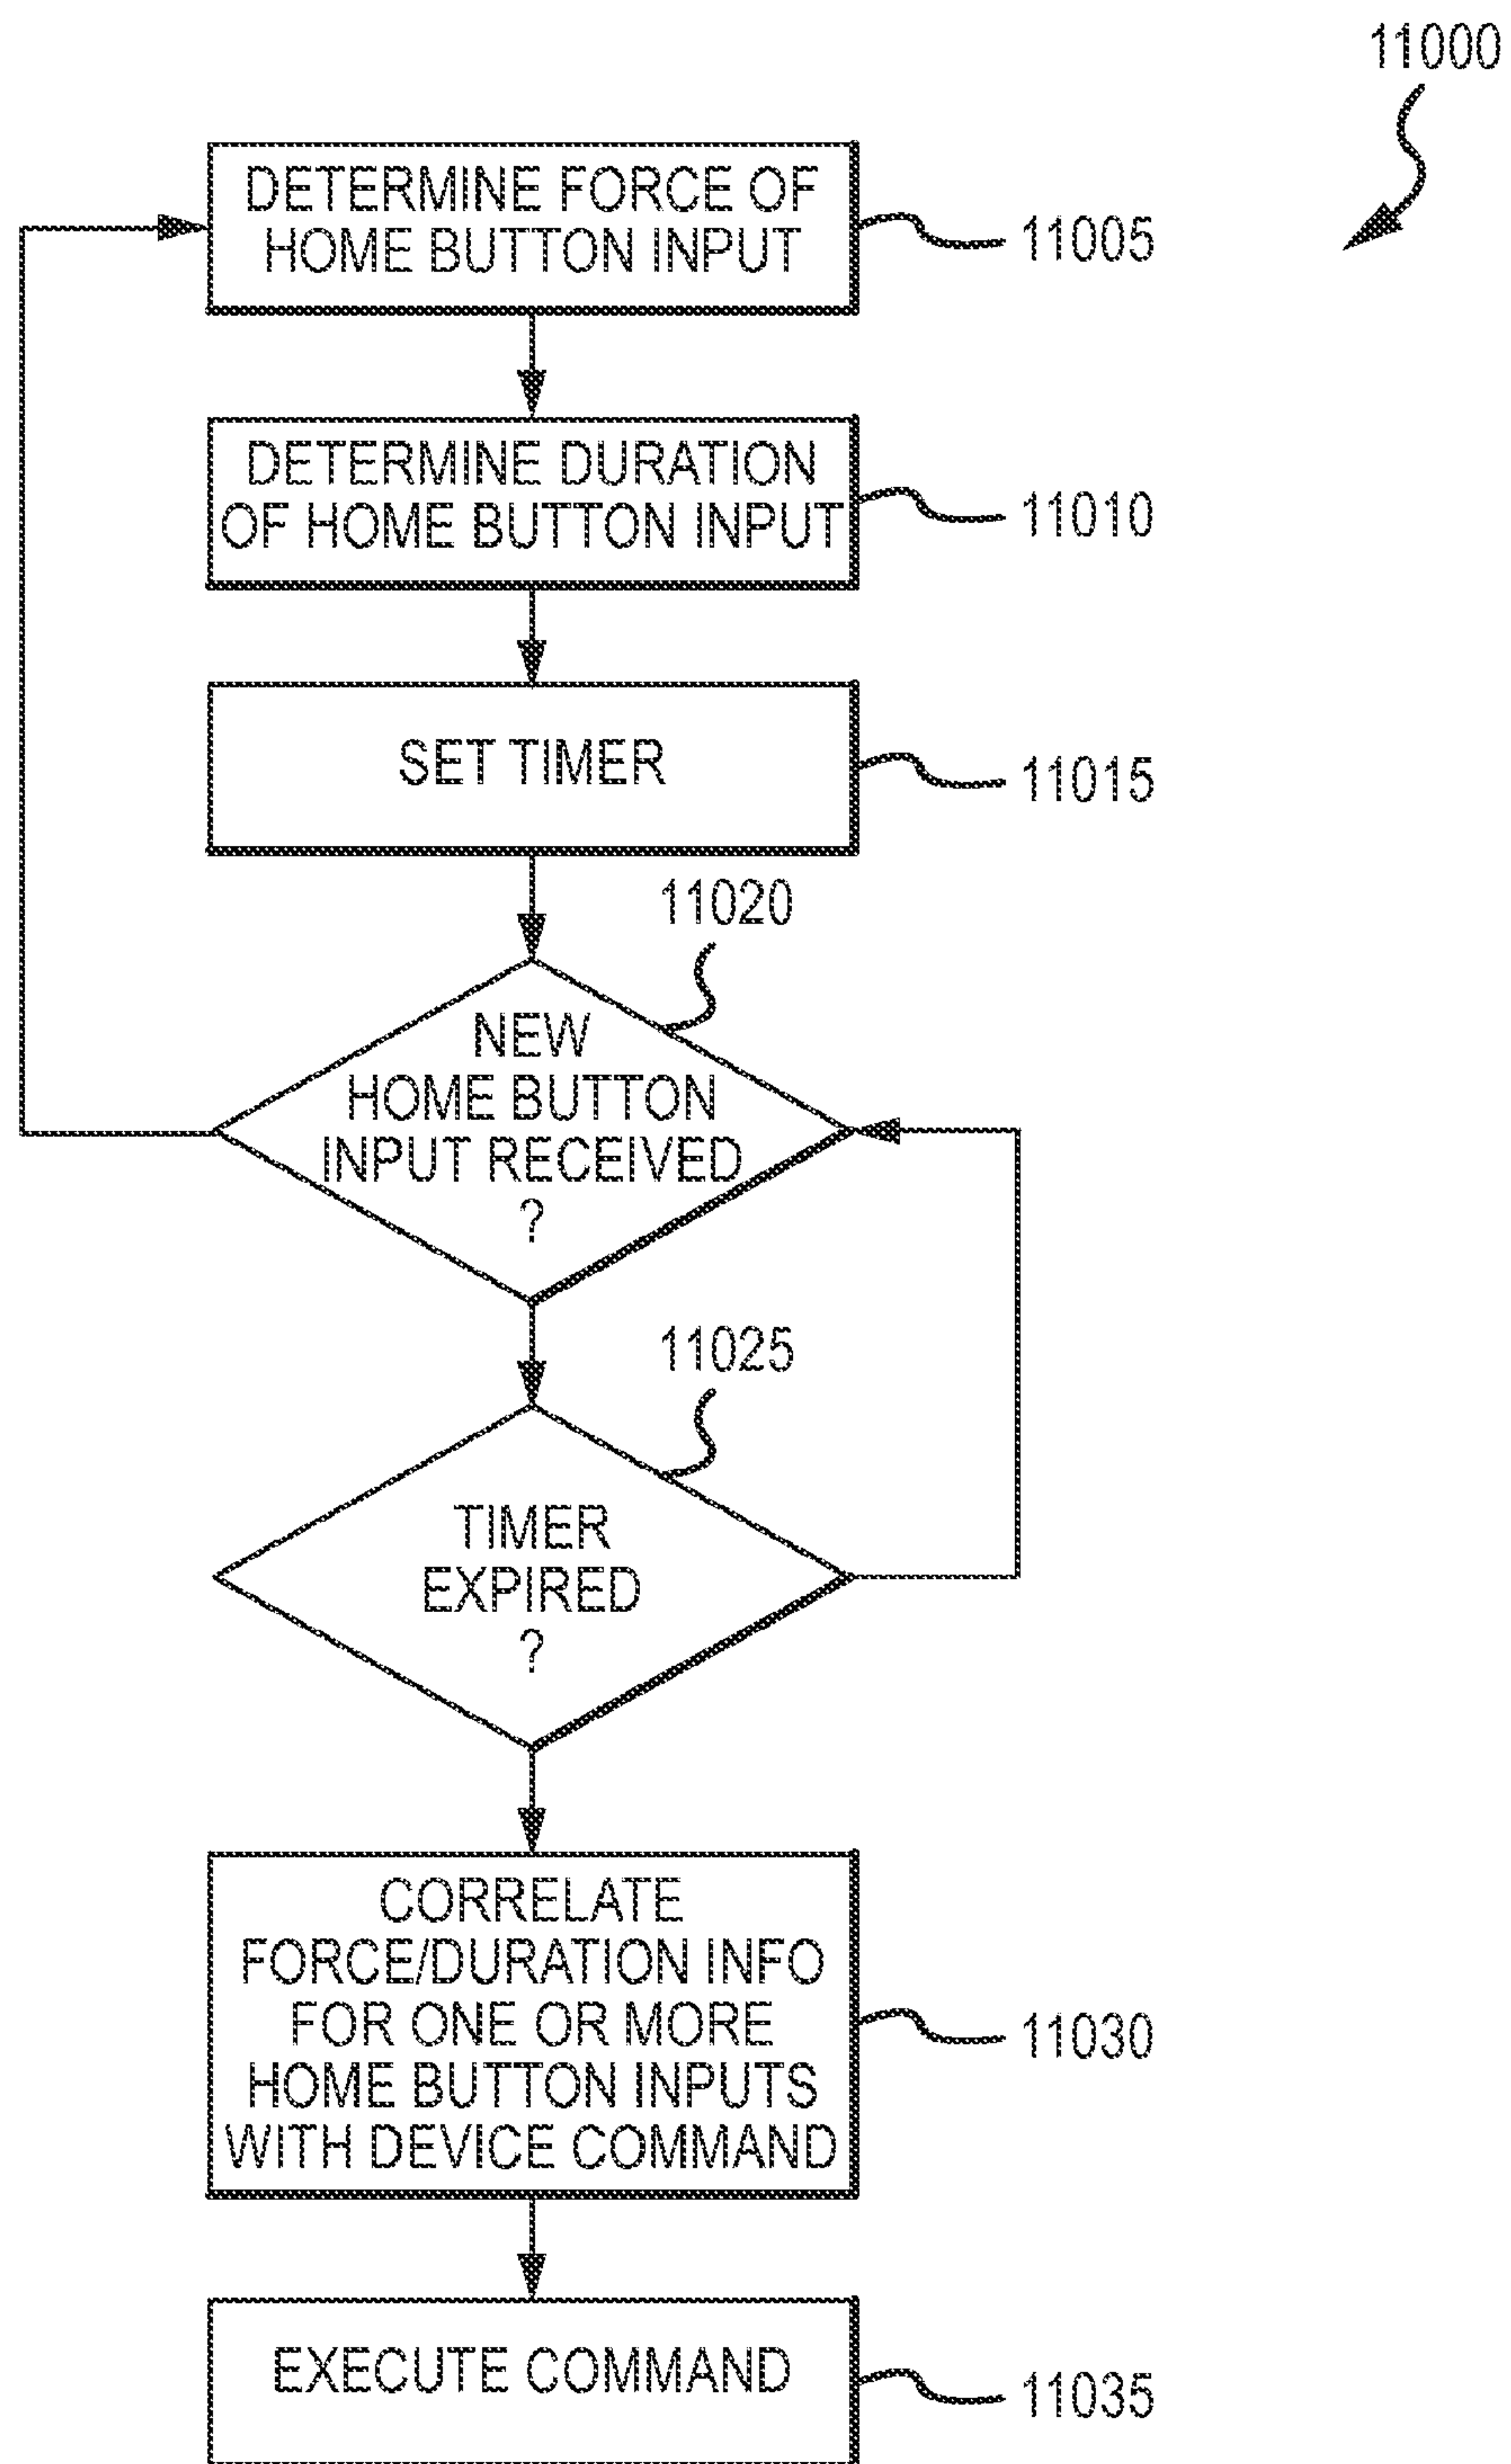 11000
DETERMINE FORCE OF
HOME BUTTON INPUT
11005
DETERMINE DURATION
OF HOME BUTTON INPUT
11010
SET TIMER
11015
11020
NEW
HOME BUTTON
INPUT RECEIVED
?
11025
TIMER
EXPIRED
?
CORRELATE
FORCE/DURATION INFO
FOR ONE OR MORE
HOME BUTTON INPUTS
WITH DEVICE COMMAND
11030
EXECUTE COMMAND
11035